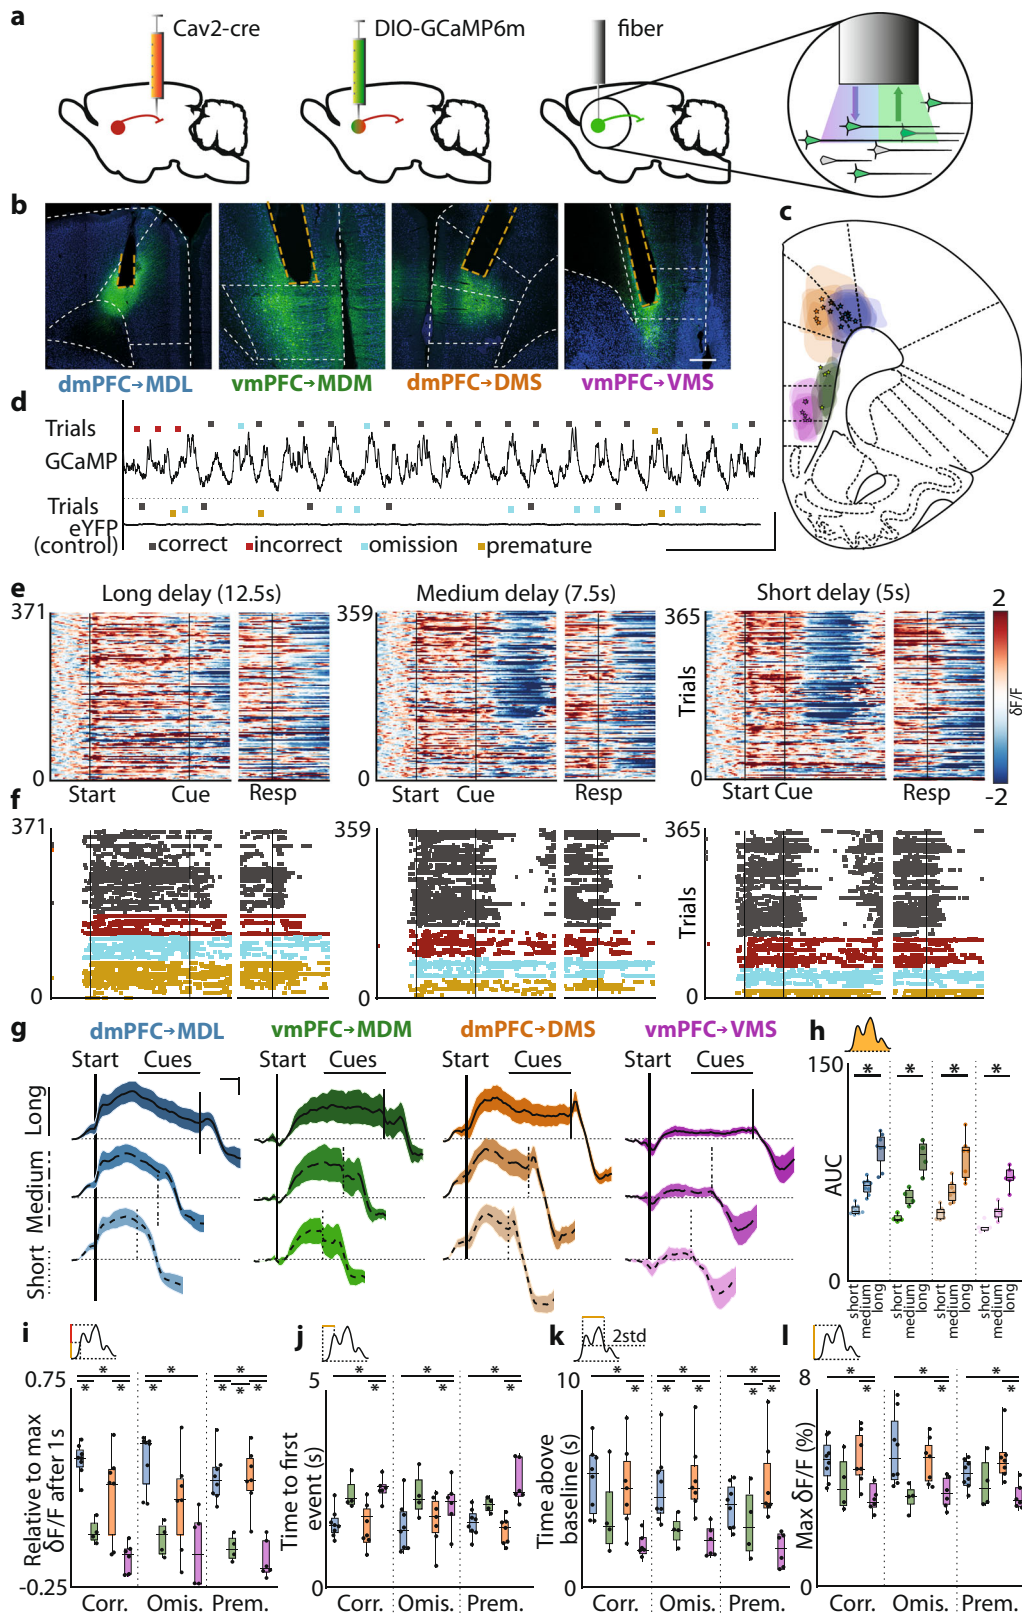 a
Cav2-cre
DIO-GCaMP6m
fiber
b
dmPFC→MDL
vmPFC→MDM
dmPFC→DMS
vmPFC→VMS
c
d
Trials
GCaMP
Trials
eYFP
(control)
correct
incorrect
omission
premature
e
Long delay (12.5s)
Medium delay (7.5s)
Short delay (5s)
371
0
359
0
365
Trials
0
Start
Cue
Resp
Start
Cue
Resp
Start
Cue
Resp
2
δF/F
-2
f
371
0
359
0
365
Trials
0
g
dmPFC→MDL
vmPFC→MDM
dmPFC→DMS
vmPFC→VMS
Start
Cues
Start
Cues
Start
Cues
Start
Cues
Long
Medium
Short
h
150
AUC
0
*
*
*
*
short
medium
long
short
medium
long
short
medium
long
short
medium
long
i
0.75
Relative to max
δF/F after 1s
-0.25
Corr.
Omis.
Prem.
j
5
Time to first
event (s)
0
Corr.
Omis.
Prem.
k
2std
10
Time above
baseline (s)
0
Corr.
Omis.
Prem.
l
8
Max δF/F (%)
0
Corr.
Omis.
Prem.